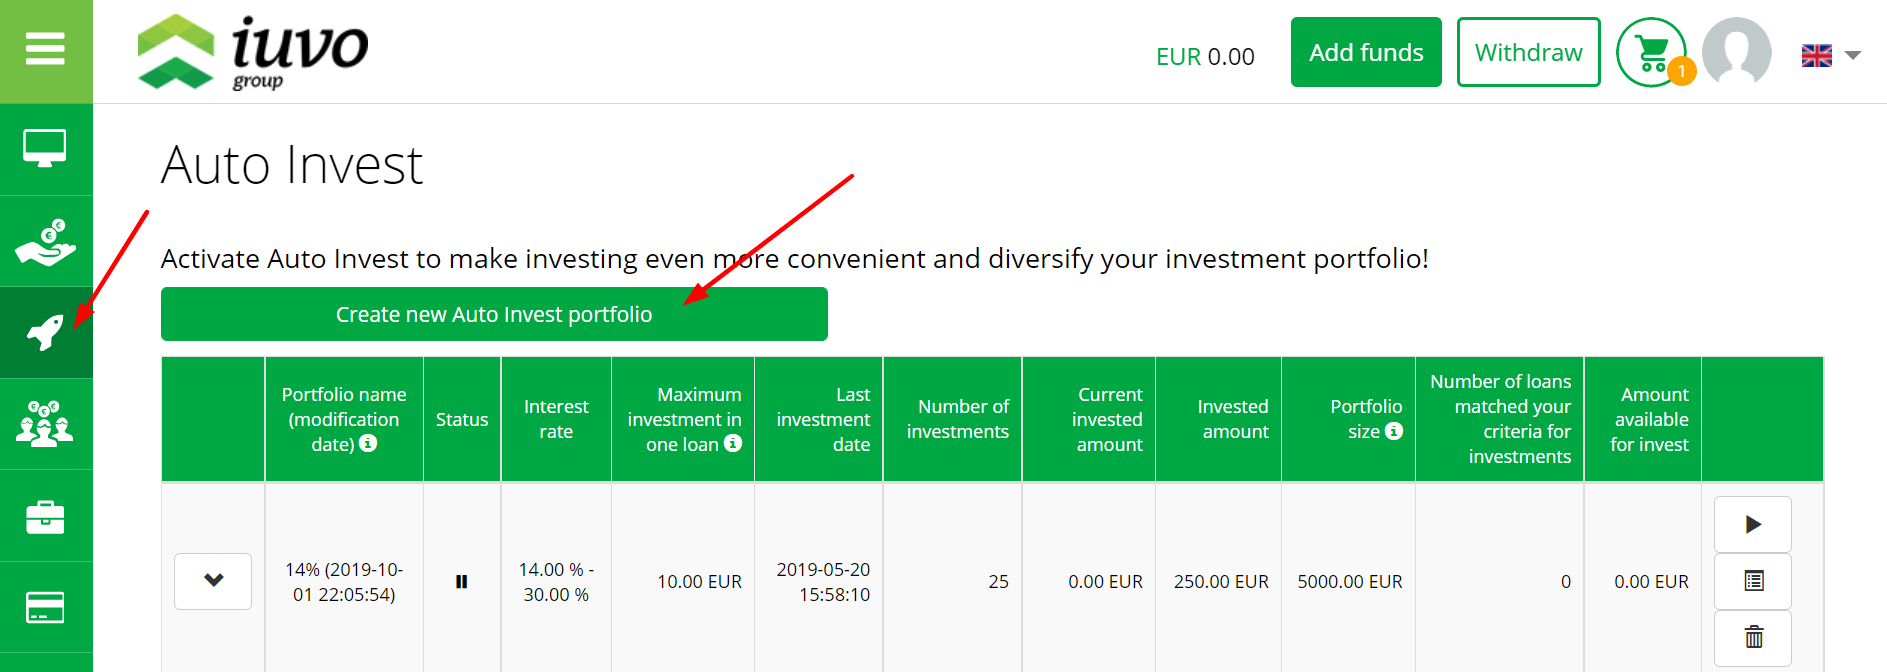 iuvo
group
EUR 0.00
Add funds
Withdraw
1
Auto Invest
Activate Auto Invest to make investing even more convenient and diversify your investment portfolio!
Create new Auto Invest portfolio
Portfolio name
(modification
date)
Status
Interest
rate
Maximum
investment in
one loan
Last
investment
date
Number of
investments
Current
invested
amount
Invested
amount
Portfolio
size
Number of loans
matched your
criteria for
investments
Amount
available
for invest
14% (2019-10-
01 22:05:54)
14.00 % -
30.00 %
10.00 EUR
2019-05-20
15:58:10
25
0.00 EUR
250.00 EUR
5000.00 EUR
0
0.00 EUR